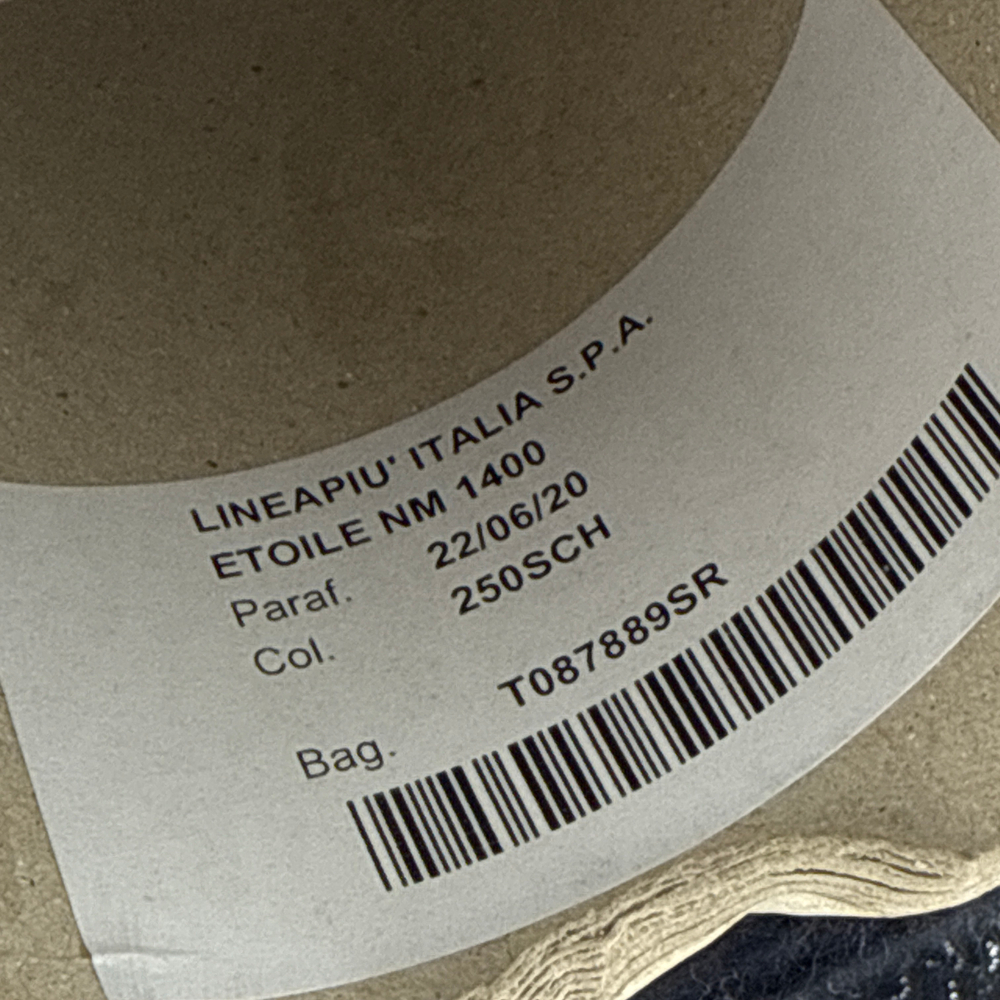 LINEAPIU' ITALIA S.P.A.
ETOILE NM 1400
Paraf. 22/06/20
Col. 250SCH
Bag. T087889SR